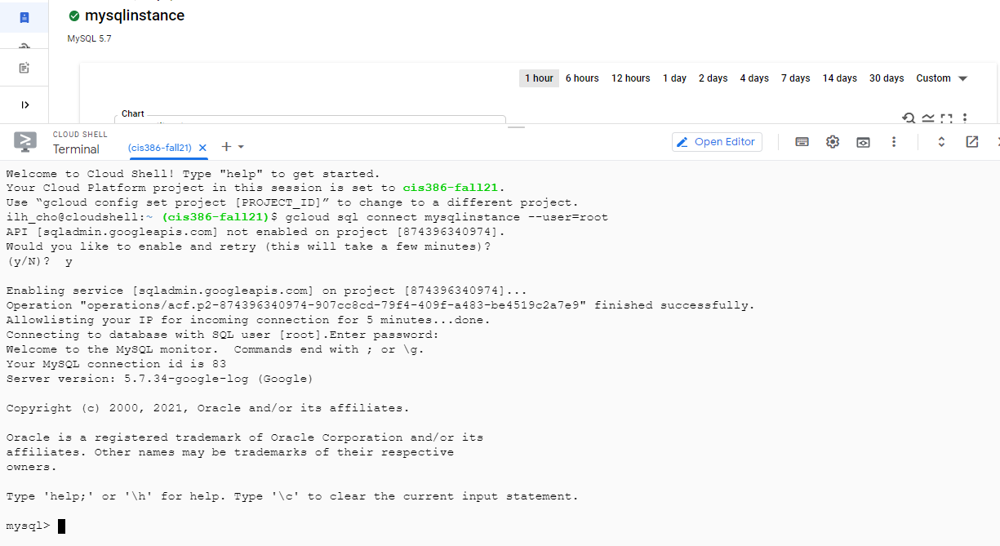 mysqlinstance
MySQL 5.7
1 hour 6 hours 12 hours 1 day 2 days 4 days 7 days 14 days 30 days Custom
Chart
CLOUD SHELL
Terminal
(cis386-fall21)
Open Editor
Welcome to Cloud Shell! Type "help" to get started.
Your Cloud Platform project in this session is set to cis386-fall21.
Use “gcloud config set project [PROJECT_ID]” to change to a different project.
ilh_cho@cloudshell:~ (cis386-fall21)$ gcloud sql connect mysqlinstance --user=root
API [sqladmin.googleapis.com] not enabled on project [874396340974].
Would you like to enable and retry (this will take a few minutes)?
(y/N)?  y
Enabling service [sqladmin.googleapis.com] on project [874396340974]...
Operation "operations/acf.p2-874396340974-907cc8cd-79f4-409f-a483-be4519c2a7e9" finished successfully.
Allowlisting your IP for incoming connection for 5 minutes...done.
Connecting to database with SQL user [root].Enter password:
Welcome to the MySQL monitor.  Commands end with ; or \g.
Your MySQL connection id is 83
Server version: 5.7.34-google-log (Google)
Copyright (c) 2000, 2021, Oracle and/or its affiliates.
Oracle is a registered trademark of Oracle Corporation and/or its
affiliates. Other names may be trademarks of their respective
owners.
Type 'help;' or '\h' for help. Type '\c' to clear the current input statement.
mysql>